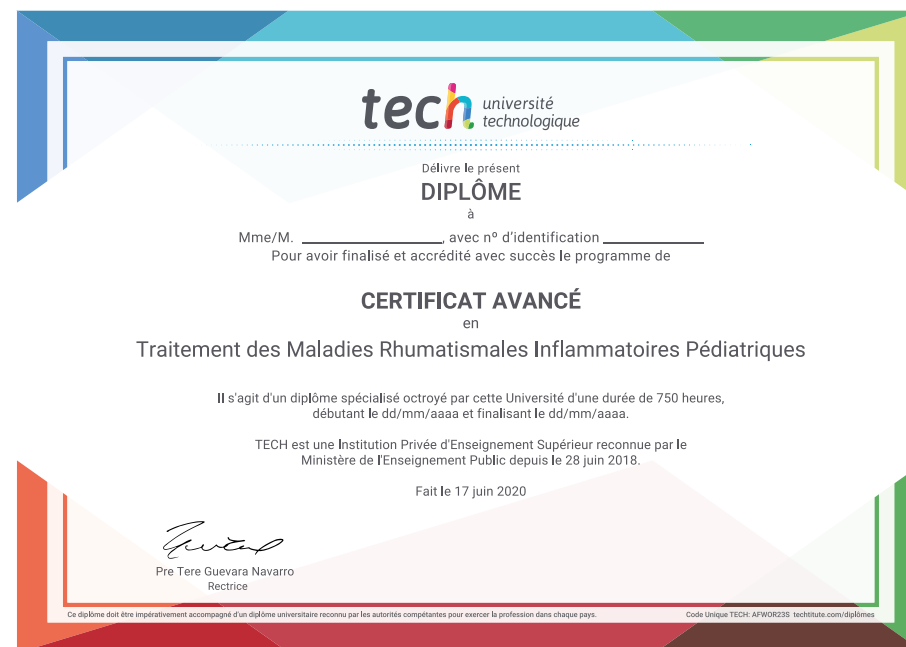 tech université
technologique
Délivre le présent
DIPLÔME
à
Mme/M. ____________________, avec nº d'identification ______________
Pour avoir finalisé et accrédité avec succès le programme de
CERTIFICAT AVANCÉ
en
Traitement des Maladies Rhumatismales Inflammatoires Pédiatriques
Il s'agit d'un diplôme spécialisé octroyé par cette Université d'une durée de 750 heures,
débutant le dd/mm/aaaa et finalisant le dd/mm/aaaa.
TECH est une Institution Privée d'Enseignement Supérieur reconnue par le
Ministère de l'Enseignement Public depuis le 28 juin 2018.
Fait le 17 juin 2020
Pre Tere Guevara Navarro
Rectrice
Ce diplôme doit être impérativement accompagné d'un diplôme universitaire reconnu par les autorités compétantes pour exercer la profession dans chaque pays.
Code Unique TECH: AFWOR23S techtitute.com/diplômes